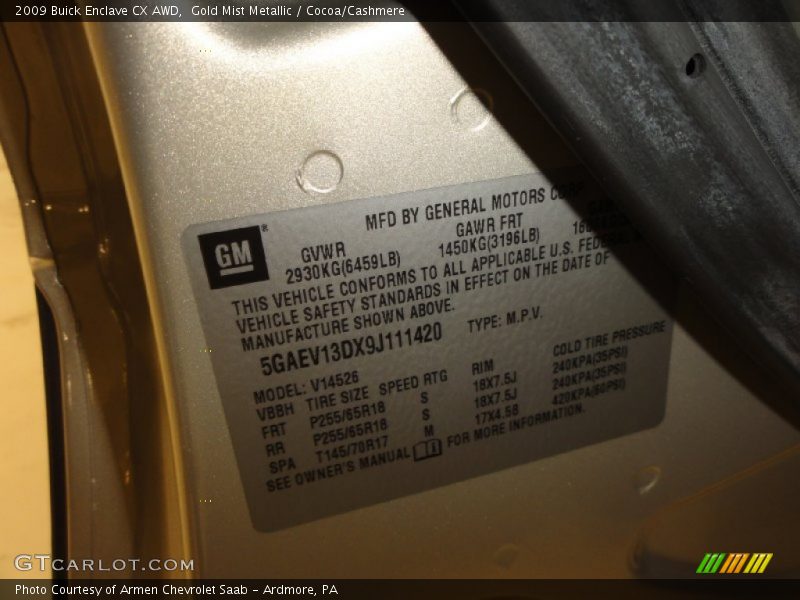 2009 Buick Enclave CX AWD, Gold Mist Metallic / Cocoa/Cashmere
MFD BY GENERAL MOTORS CORP
GM®
GVWR GAWR FRT
2930KG(6459LB) 1450KG(3196LB)
THIS VEHICLE CONFORMS TO ALL APPLICABLE U.S. FEDERAL
VEHICLE SAFETY STANDARDS IN EFFECT ON THE DATE OF
MANUFACTURE SHOWN ABOVE.
5GAEV13DX9J111420 TYPE: M.P.V.
MODEL: V14526
VBBH TIRE SIZE SPEED RTG RIM COLD TIRE PRESSURE
FRT P255/65R18 S 18X7.5J 240KPA(35PSI)
RR P255/65R18 S 18X7.5J 240KPA(35PSI)
SPA T145/70R17 M 17X4.5B 420KPA(60PSI)
SEE OWNER'S MANUAL FOR MORE INFORMATION.
GTCARLOT.COM
Photo Courtesy of Armen Chevrolet Saab - Ardmore, PA